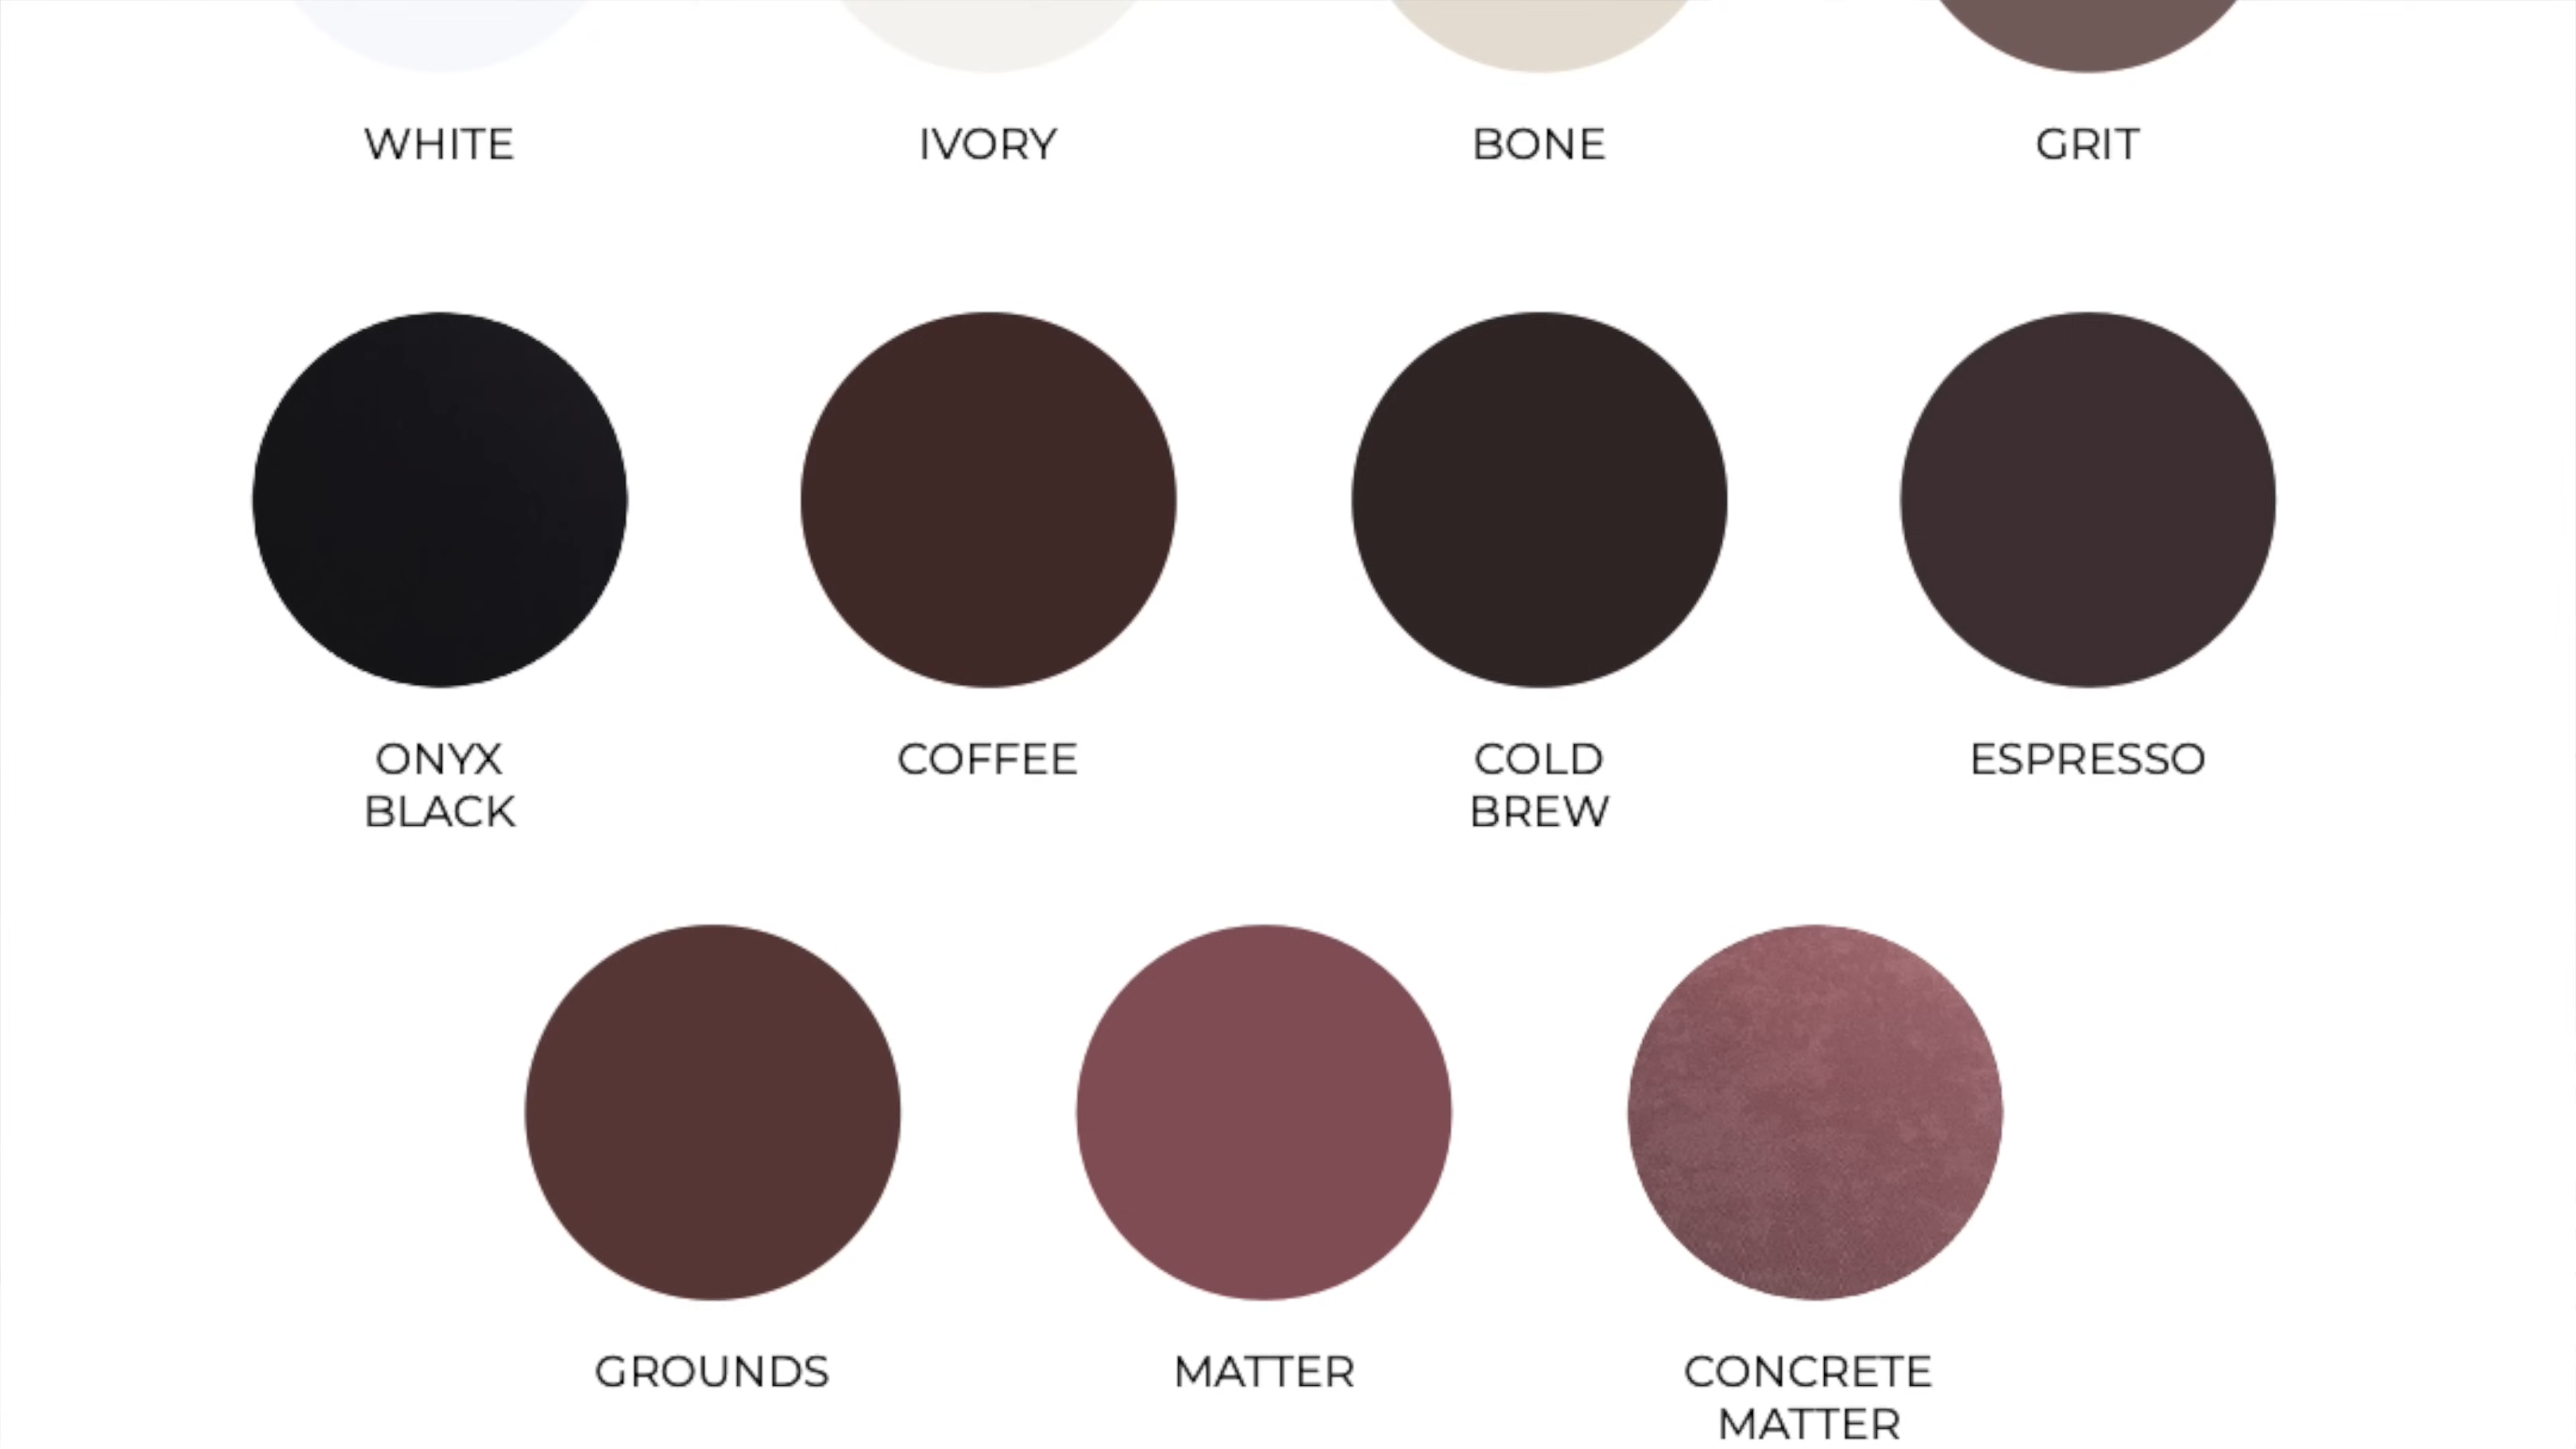 WHITE
IVORY
BONE
GRIT
ONYX
BLACK
COFFEE
COLD
BREW
ESPRESSO
GROUNDS
MATTER
CONCRETE
MATTER